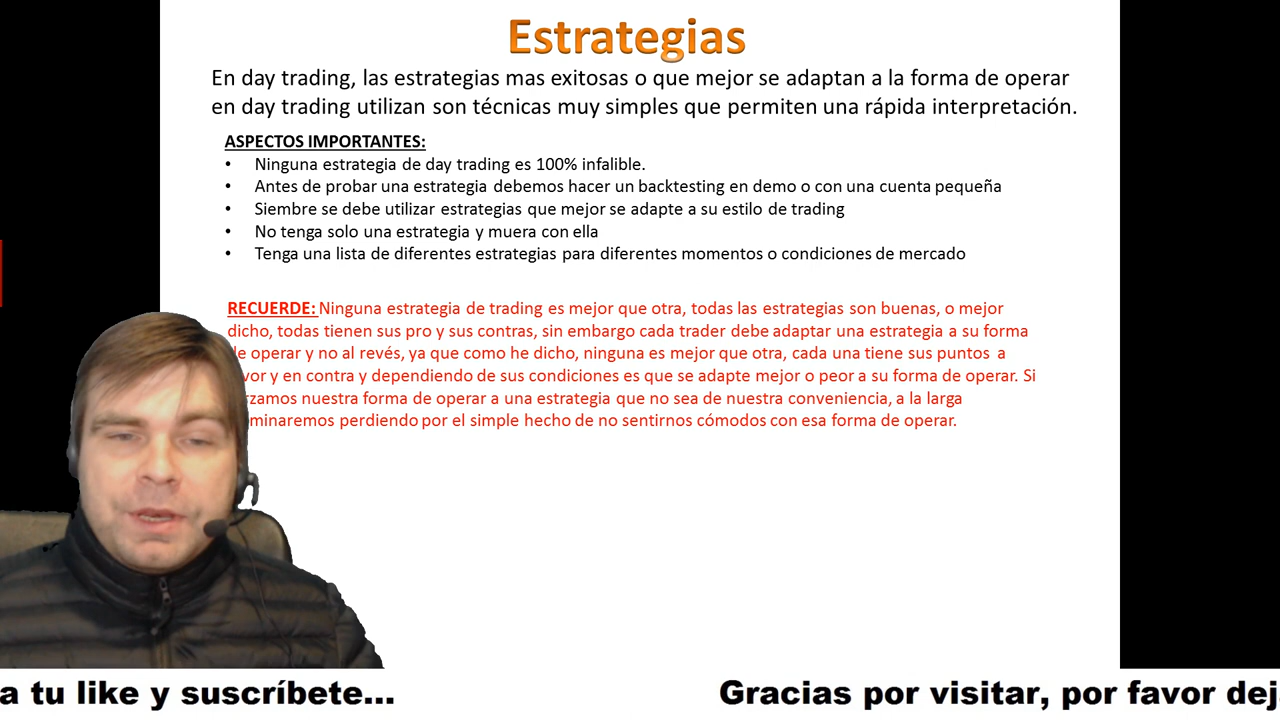 Estrategias
En day trading, las estrategias mas exitosas o que mejor se adaptan a la forma de operar
en day trading utilizan son técnicas muy simples que permiten una rápida interpretación.
ASPECTOS IMPORTANTES:
• Ninguna estrategia de day trading es 100% infalible.
• Antes de probar una estrategia debemos hacer un backtesting en demo o con una cuenta pequeña
• Siembre se debe utilizar estrategias que mejor se adapte a su estilo de trading
• No tenga solo una estrategia y muera con ella
• Tenga una lista de diferentes estrategias para diferentes momentos o condiciones de mercado
RECUERDE: Ninguna estrategia de trading es mejor que otra, todas las estrategias son buenas, o mejor
dicho, todas tienen sus pro y sus contras, sin embargo cada trader debe adaptar una estrategia a su forma
de operar y no al revés, ya que como he dicho, ninguna es mejor que otra, cada una tiene sus puntos a
vor y en contra y dependiendo de sus condiciones es que se adapte mejor o peor a su forma de operar. Si
rzamos nuestra forma de operar a una estrategia que no sea de nuestra conveniencia, a la larga
minaremos perdiendo por el simple hecho de no sentirnos cómodos con esa forma de operar.
a tu like y suscríbete... Gracias por visitar, por favor dej